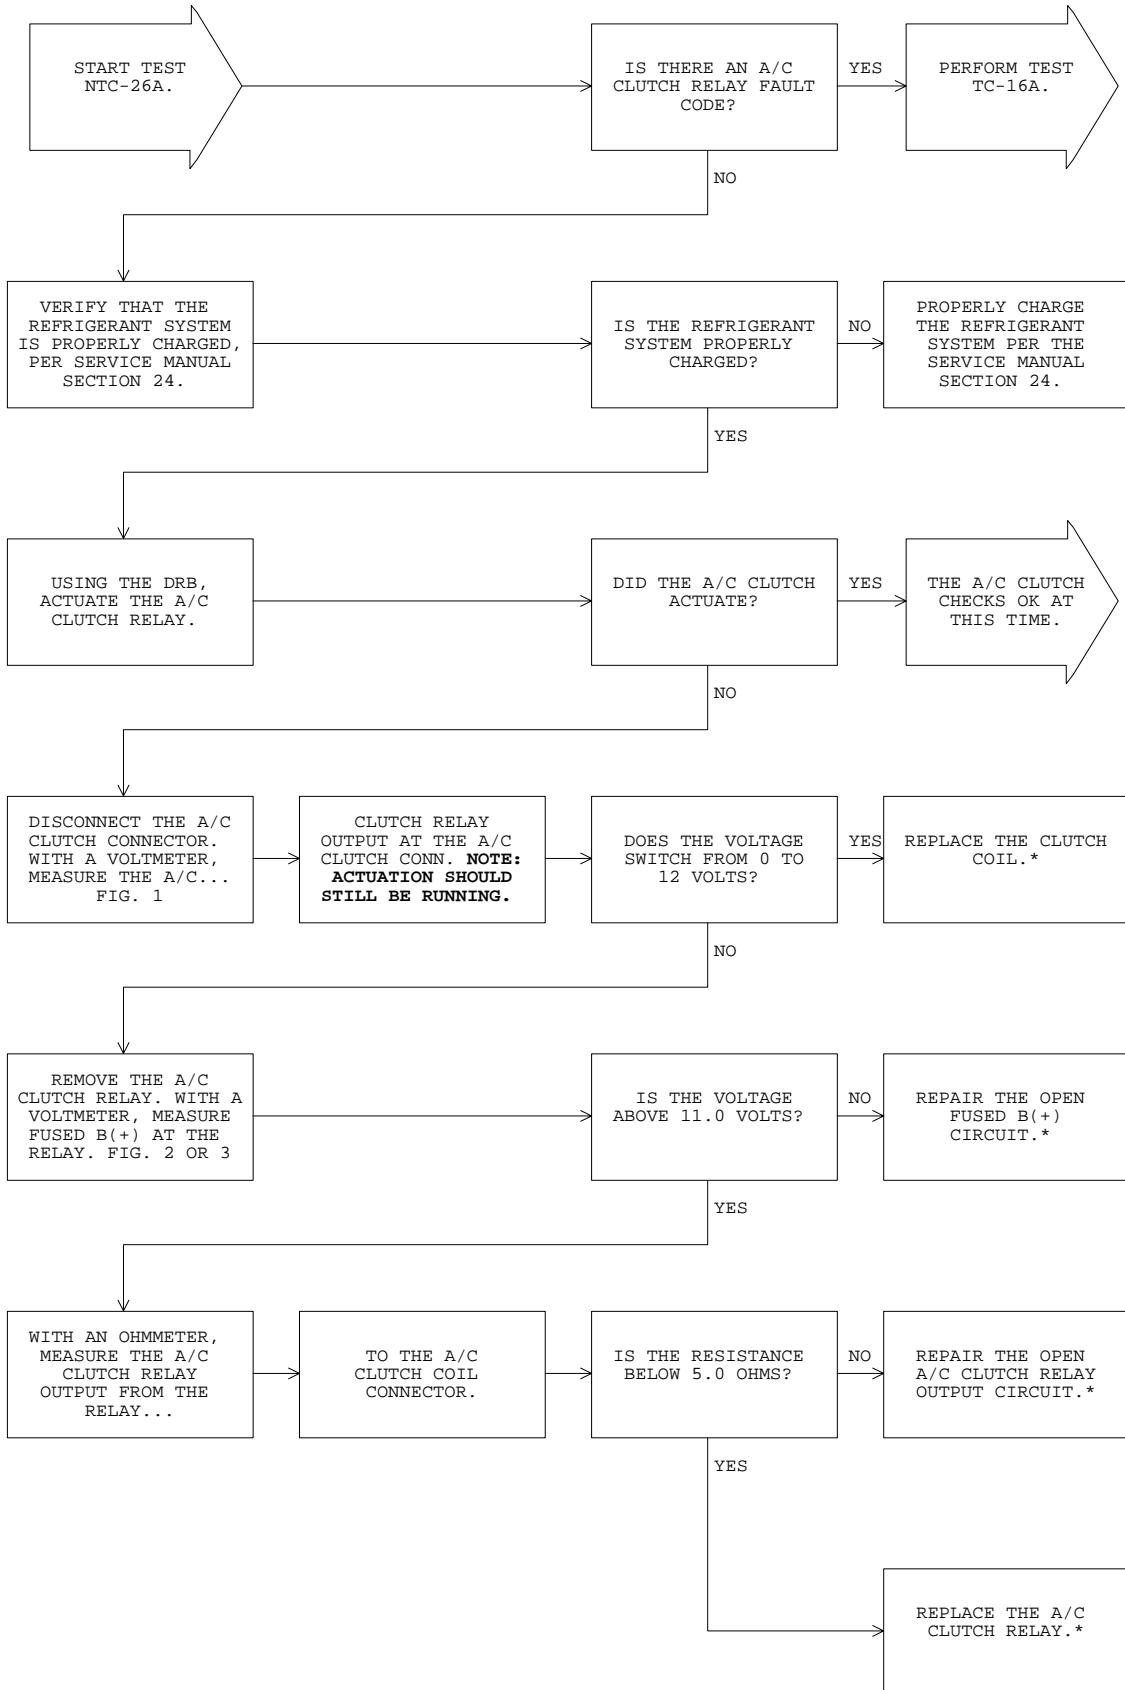 START TEST
NTC-26A.
IS THERE AN A/C
CLUTCH RELAY FAULT
CODE?
YES
PERFORM TEST
TC-16A.
NO
VERIFY THAT THE
REFRIGERANT SYSTEM
IS PROPERLY CHARGED,
PER SERVICE MANUAL
SECTION 24.
IS THE REFRIGERANT
SYSTEM PROPERLY
CHARGED?
NO
PROPERLY CHARGE
THE REFRIGERANT
SYSTEM PER THE
SERVICE MANUAL
SECTION 24.
YES
USING THE DRB,
ACTUATE THE A/C
CLUTCH RELAY.
DID THE A/C CLUTCH
ACTUATE?
YES
THE A/C CLUTCH
CHECKS OK AT
THIS TIME.
NO
DISCONNECT THE A/C
CLUTCH CONNECTOR.
WITH A VOLTMETER,
MEASURE THE A/C...
FIG. 1
CLUTCH RELAY
OUTPUT AT THE A/C
CLUTCH CONN. NOTE:
ACTUATION SHOULD
STILL BE RUNNING.
DOES THE VOLTAGE
SWITCH FROM 0 TO
12 VOLTS?
YES
REPLACE THE CLUTCH
COIL.*
NO
REMOVE THE A/C
CLUTCH RELAY. WITH A
VOLTMETER, MEASURE
FUSED B(+) AT THE
RELAY. FIG. 2 OR 3
IS THE VOLTAGE
ABOVE 11.0 VOLTS?
NO
REPAIR THE OPEN
FUSED B(+)
CIRCUIT.*
YES
WITH AN OHMMETER,
MEASURE THE A/C
CLUTCH RELAY
OUTPUT FROM THE
RELAY...
TO THE A/C
CLUTCH COIL
CONNECTOR.
IS THE RESISTANCE
BELOW 5.0 OHMS?
NO
REPAIR THE OPEN
A/C CLUTCH RELAY
OUTPUT CIRCUIT.*
YES
REPLACE THE A/C
CLUTCH RELAY.*